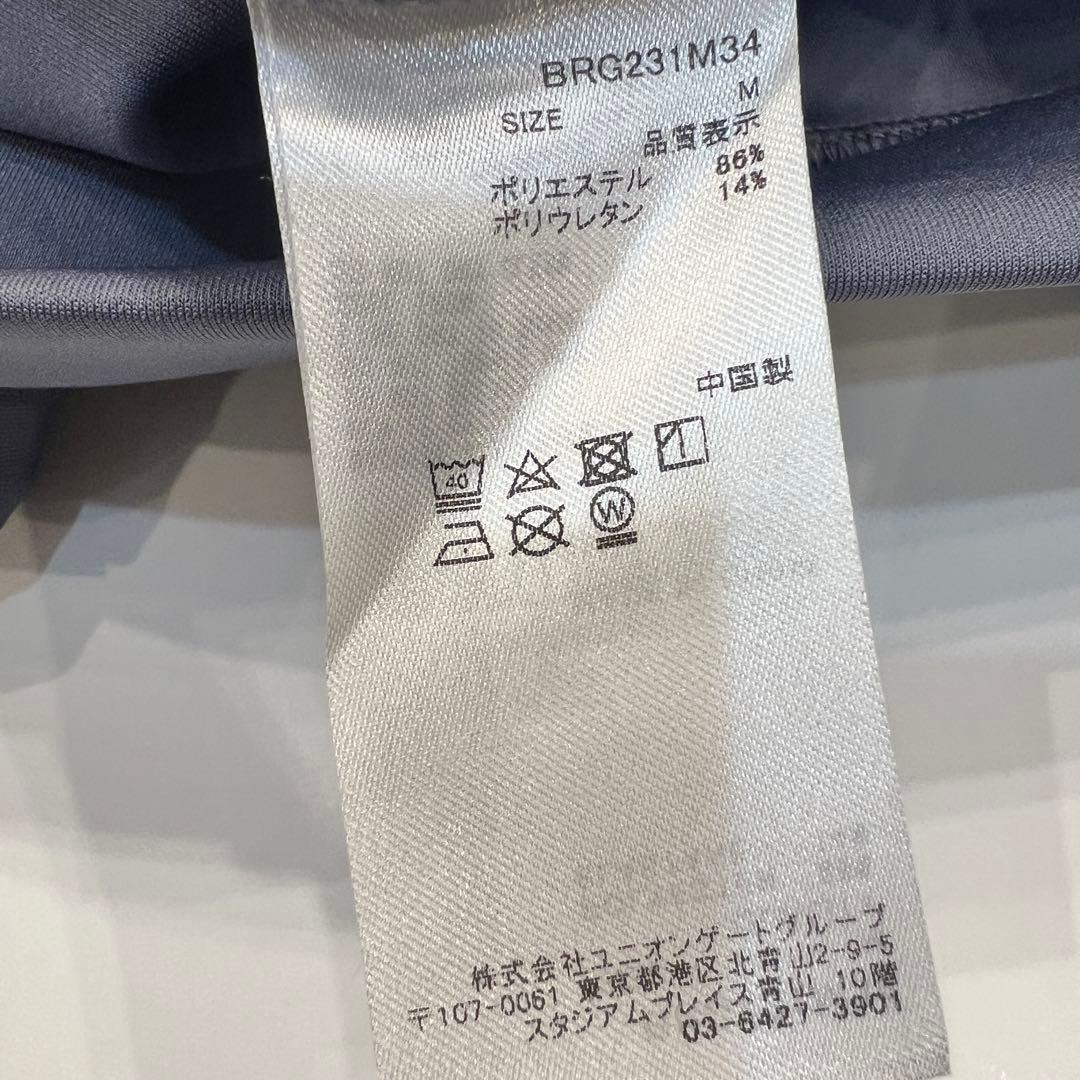 BRG231M34
SIZE M
品質表示
ポリエステル 86%
ポリウレタン 14%
中国製
40
W
株式会社ユニオンゲートグループ
〒107-0061 東京都港区北青山2-9-5
スタジアムプレイス青山 10階
03-6427-3901